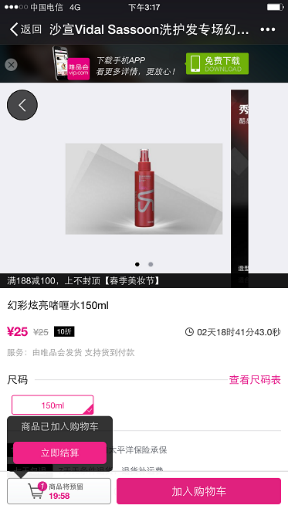 中国电信 4G 下午3:17
返回 沙宣Vidal Sassoon洗护发专场幻... •••
唯品会
vip.com
下载手机APP
看更多详情，更放心！
免费下载
DOWNLOAD
秀
满188减100，上不封顶【春季美妆节】
幻彩炫亮啫喱水150ml
¥25 ¥25 10折 02天18时41分43.0秒
服务：由唯品会发货 支持货到付款
尺码 查看尺码表
150ml
商品已加入购物车
太平洋保险承保
立即结算
退货补运费
1 商品将预留
19:58
加入购物车